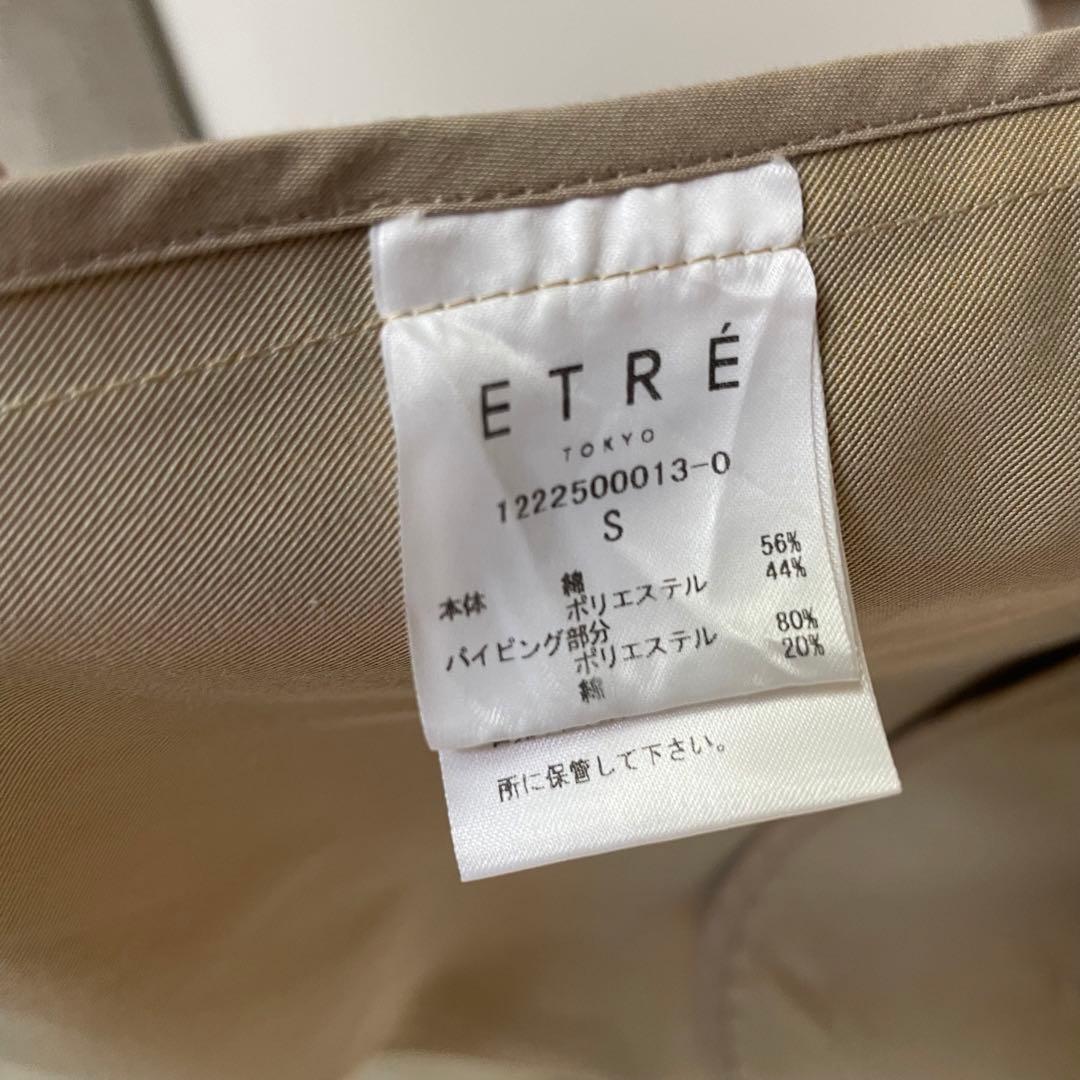 ETRÉ
TOKYO
1222500013-0
S
本体 綿 56%
ポリエステル 44%
パイピング部分
ポリエステル 80%
綿 20%
所に保管して下さい。